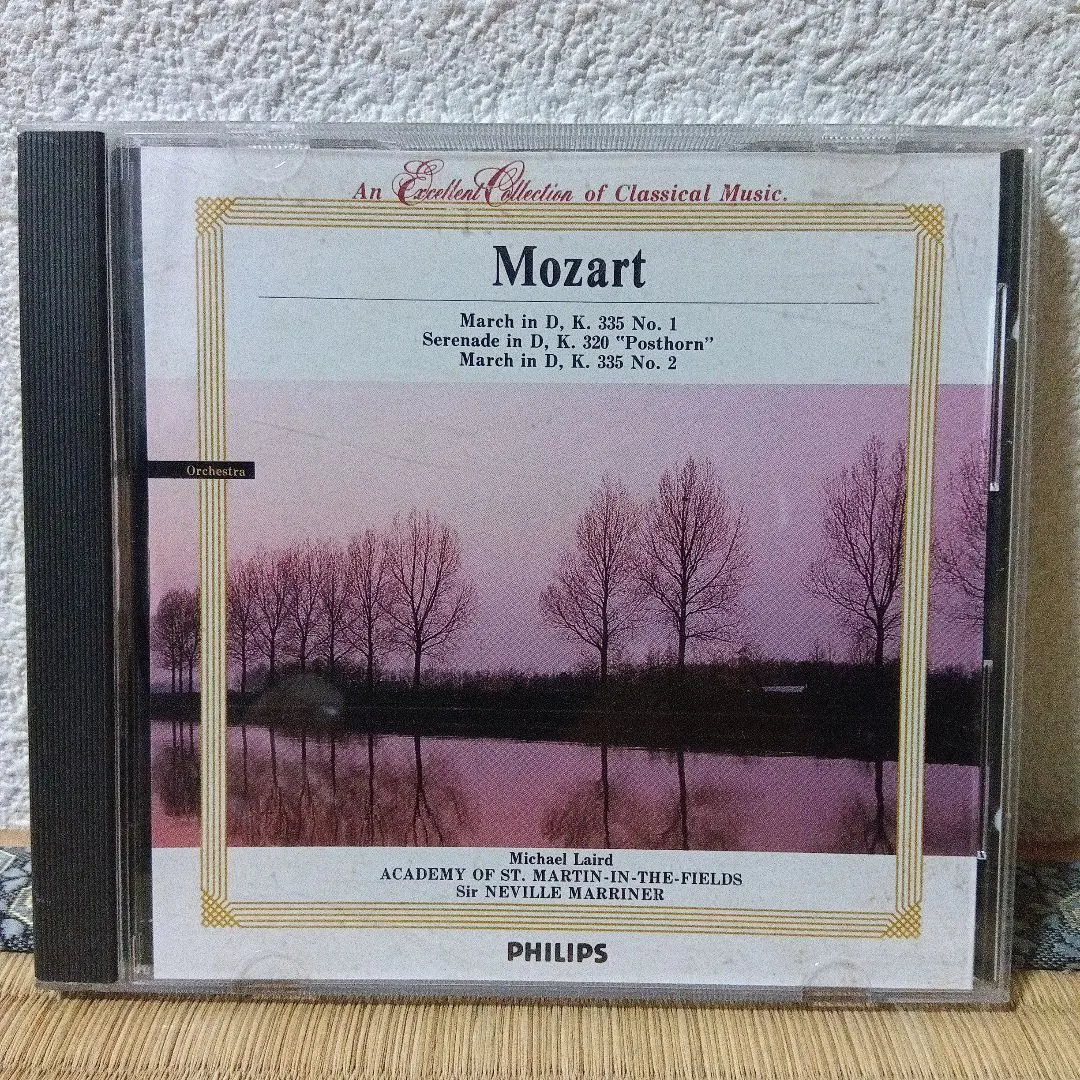 An Excellent Collection of Classical Music.
Mozart
March in D, K. 335 No. 1
Serenade in D, K. 320 "Posthorn"
March in D, K. 335 No. 2
Orchestra
Michael Laird
ACADEMY OF ST. MARTIN-IN-THE-FIELDS
Sir NEVILLE MARRINER
PHILIPS